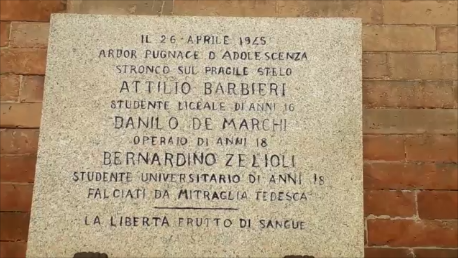 IL 26 APRILE 1945
ARDOR PUGNACE D'ADOLESCENZA
STRONCÒ SUL FRAGILE STELO
ATTILIO BARBIERI
STUDENTE LICEALE DI ANNI 16
DANILO DE MARCHI
OPERAIO DI ANNI 18
BERNARDINO ZELIOLI
STUDENTE UNIVERSITARIO DI ANNI 18
FALCIATI DA MITRAGLIA TEDESCA
LA LIBERTÀ FRUTTO DI SANGUE